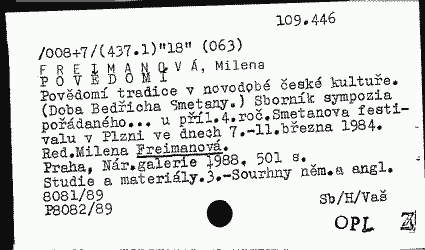 109.446
/008+7/(437.1)"18" (063)
F R E I M A N O V Á, Milena
P O V Ě D O M Í
Povědomí tradice v novodobé české kultuře.
(Doba Bedřicha Smetany.) Sborník sympozia
pořádaného... u příl.4.roč.Smetanova festi-
valu v Plzni ve dnech 7.-11.března 1984.
Red.Milena Freimanová.
Praha, Nár.galerie 1988, 501 s.
Studie a materiály.3.-Sourhny něm.a angl.
8081/89
P8082/89
Sb/H/Vaš
OPL